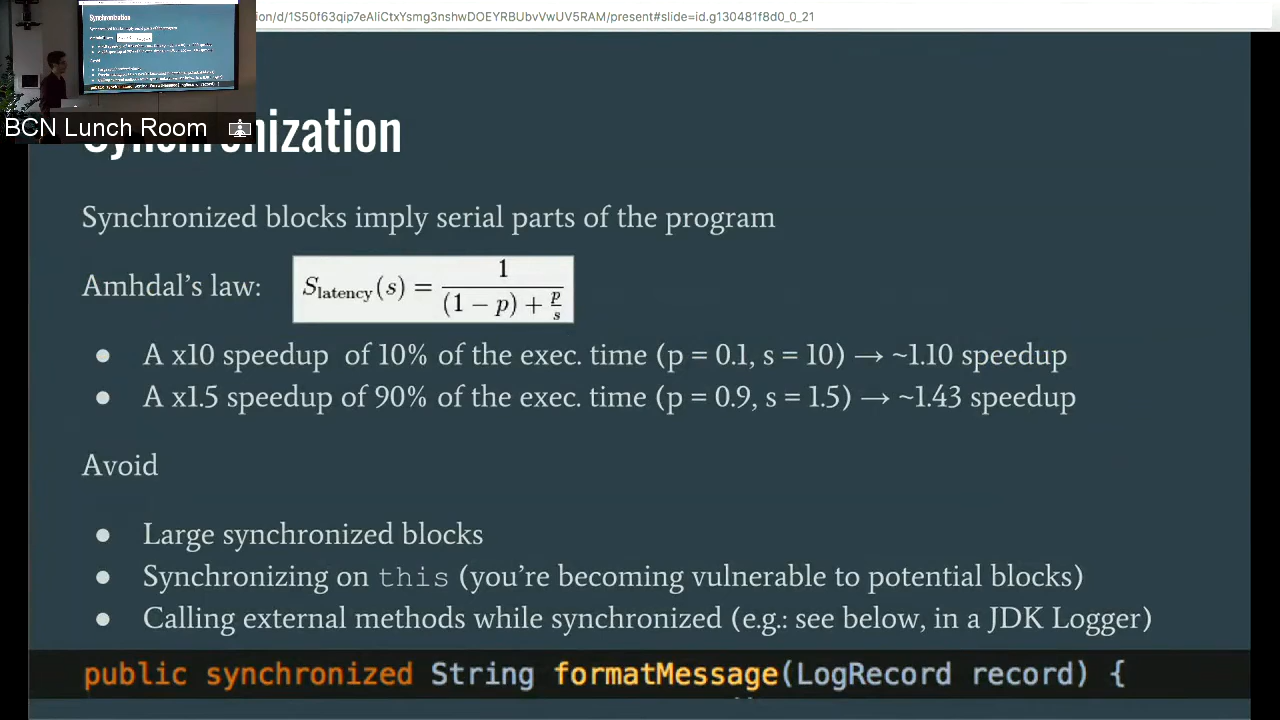 ion/d/1S50f63qip7eAliCtxYsmg3nshwDOEYRBUbvVwUV5RAM/present#slide=id.g130481f8d0_0_21
BCN Lunch Room
Synchronization
Synchronized blocks imply serial parts of the program
Amhdal's law: S_latency(s) = 1 / ((1 − p) + p/s)
● A x10 speedup of 10% of the exec. time (p = 0.1, s = 10) → ~1.10 speedup
● A x1.5 speedup of 90% of the exec. time (p = 0.9, s = 1.5) → ~1.43 speedup
Avoid
● Large synchronized blocks
● Synchronizing on this (you're becoming vulnerable to potential blocks)
● Calling external methods while synchronized (e.g.: see below, in a JDK Logger)
public synchronized String formatMessage(LogRecord record) {